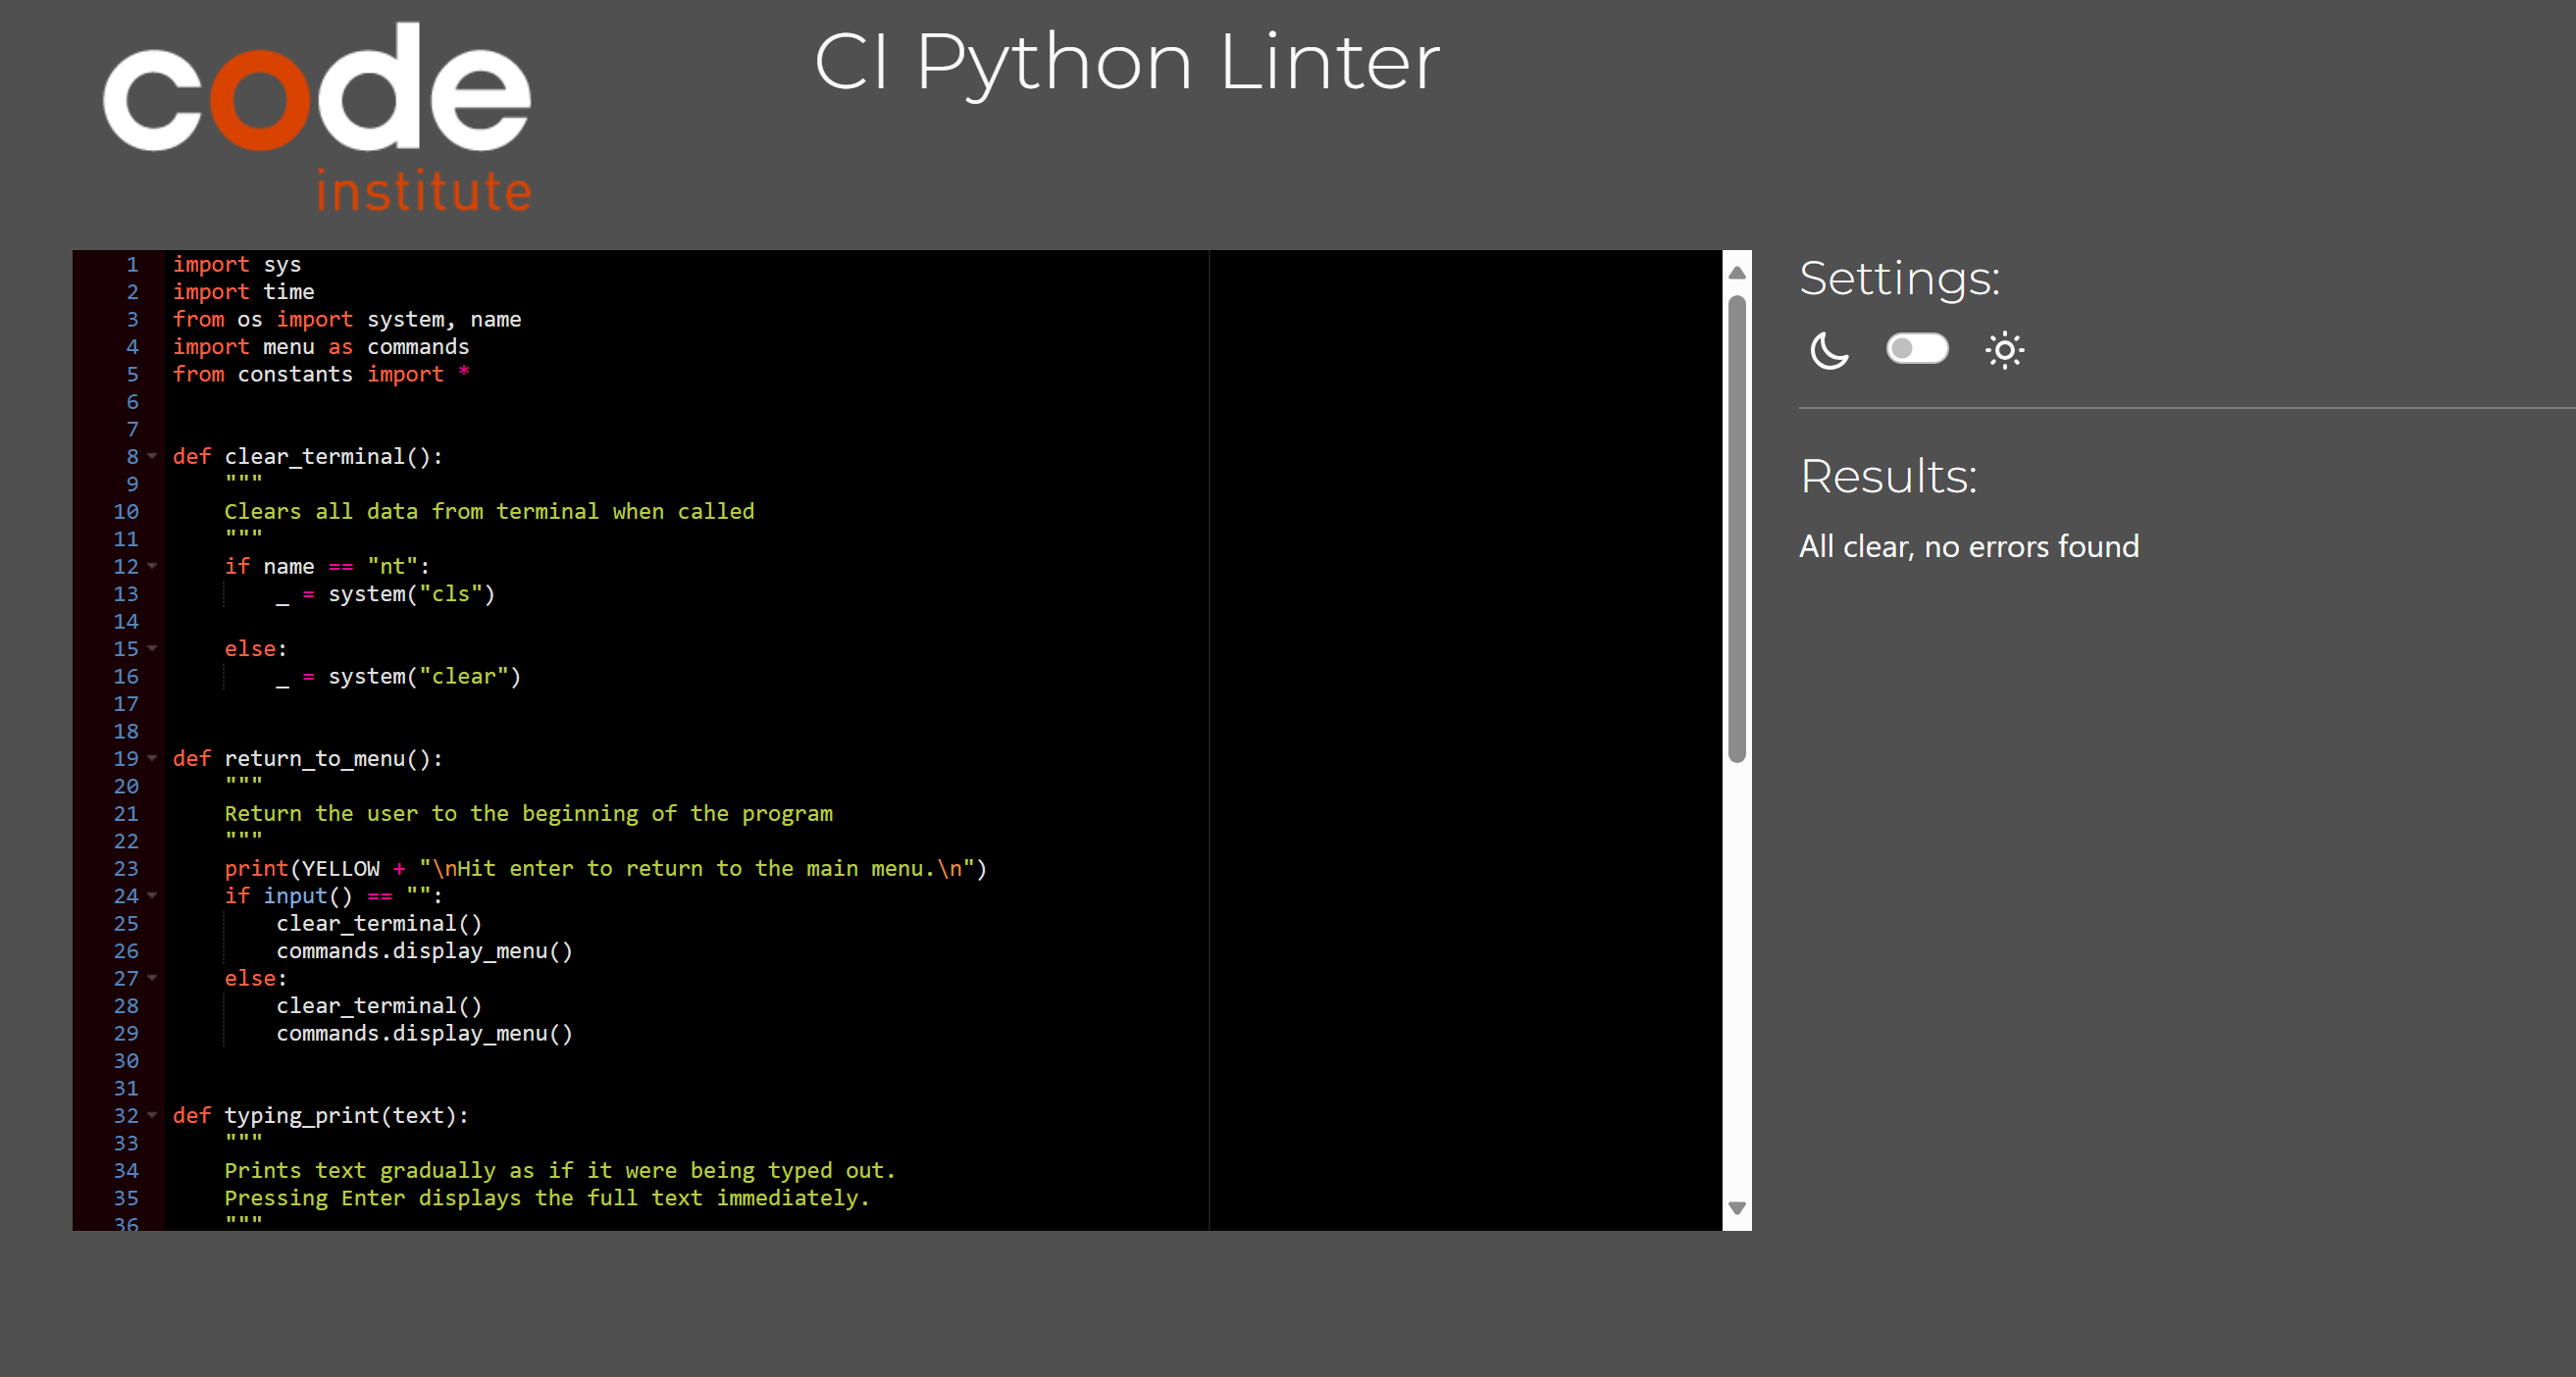 code
institute
CI Python Linter
1 import sys
2 import time
3 from os import system, name
4 import menu as commands
5 from constants import *
6
7
8 def clear_terminal():
9     """
10     Clears all data from terminal when called
11     """
12     if name == "nt":
13         _ = system("cls")
14
15     else:
16         _ = system("clear")
17
18
19 def return_to_menu():
20     """
21     Return the user to the beginning of the program
22     """
23     print(YELLOW + "\nHit enter to return to the main menu.\n")
24     if input() == "":
25         clear_terminal()
26         commands.display_menu()
27     else:
28         clear_terminal()
29         commands.display_menu()
30
31
32 def typing_print(text):
33     """
34     Prints text gradually as if it were being typed out.
35     Pressing Enter displays the full text immediately.
36     """
Settings:
Results:
All clear, no errors found